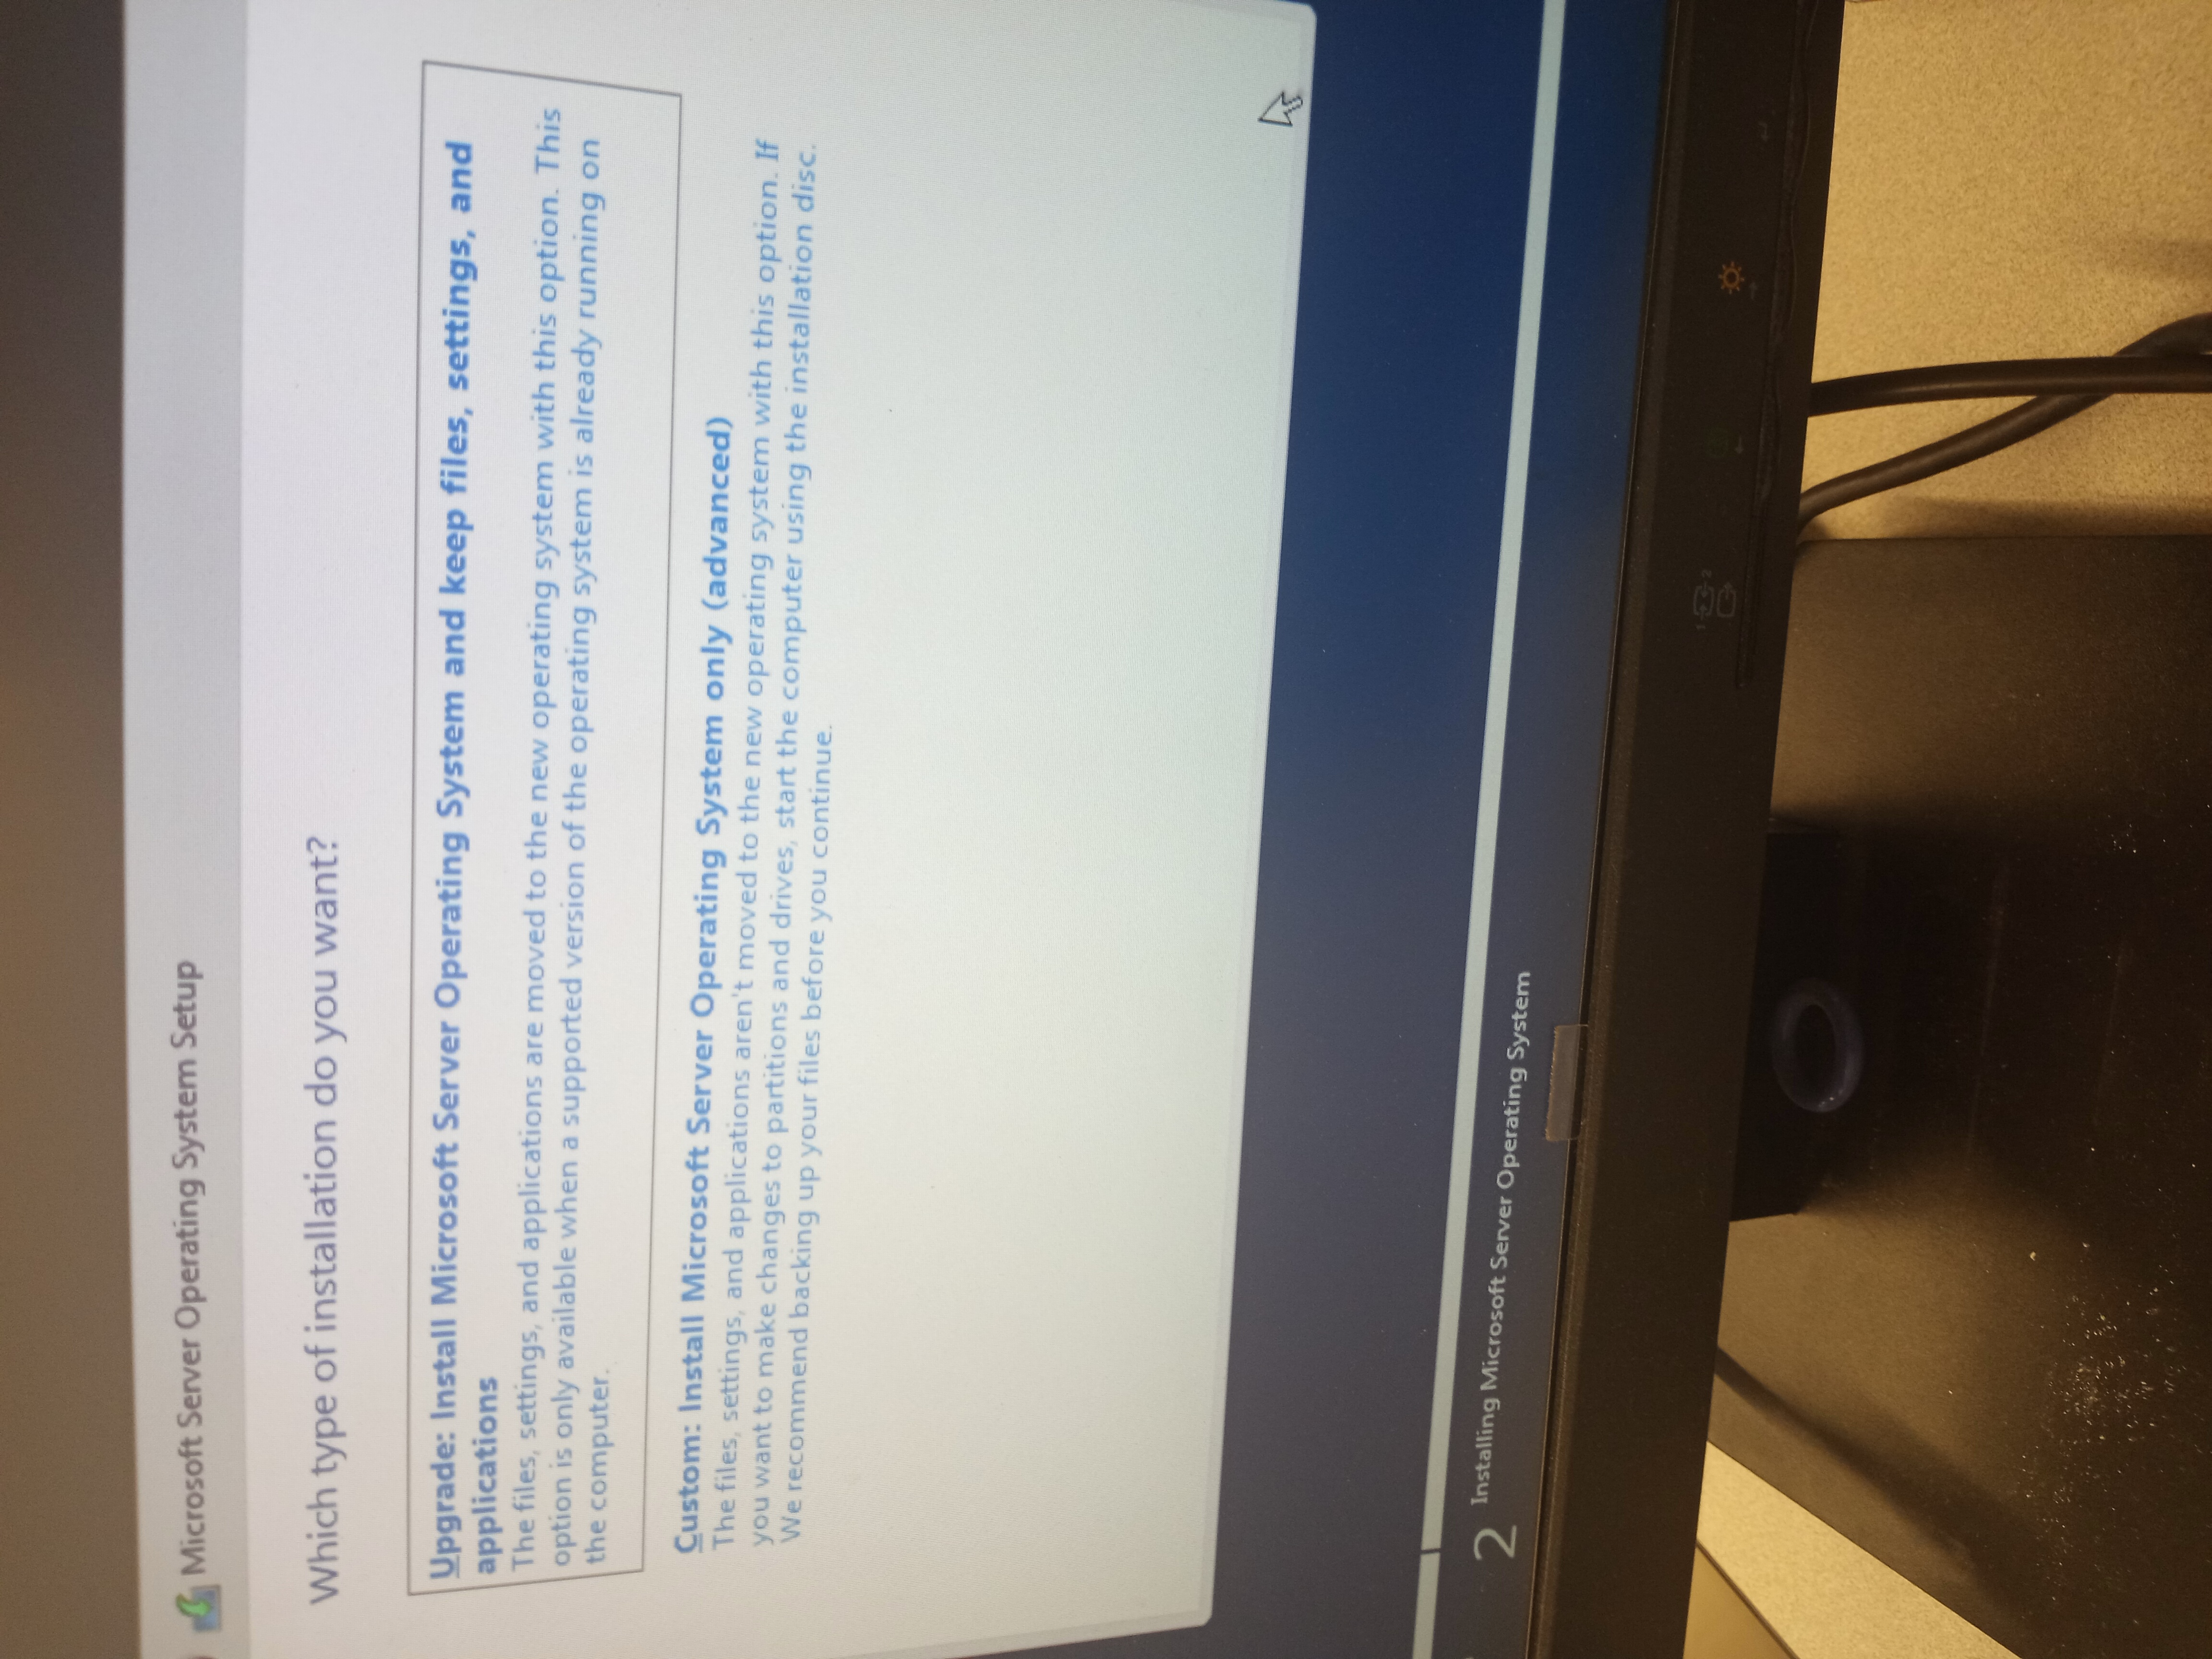 Microsoft Server Operating System Setup
Which type of installation do you want?
Upgrade: Install Microsoft Server Operating System and keep files, settings, and
applications
The files, settings, and applications are moved to the new operating system with this option. This
option is only available when a supported version of the operating system is already running on
the computer.
Custom: Install Microsoft Server Operating System only (advanced)
The files, settings, and applications aren't moved to the new operating system with this option. If
you want to make changes to partitions and drives, start the computer using the installation disc.
We recommend backing up your files before you continue.
2 Installing Microsoft Server Operating System
1 2